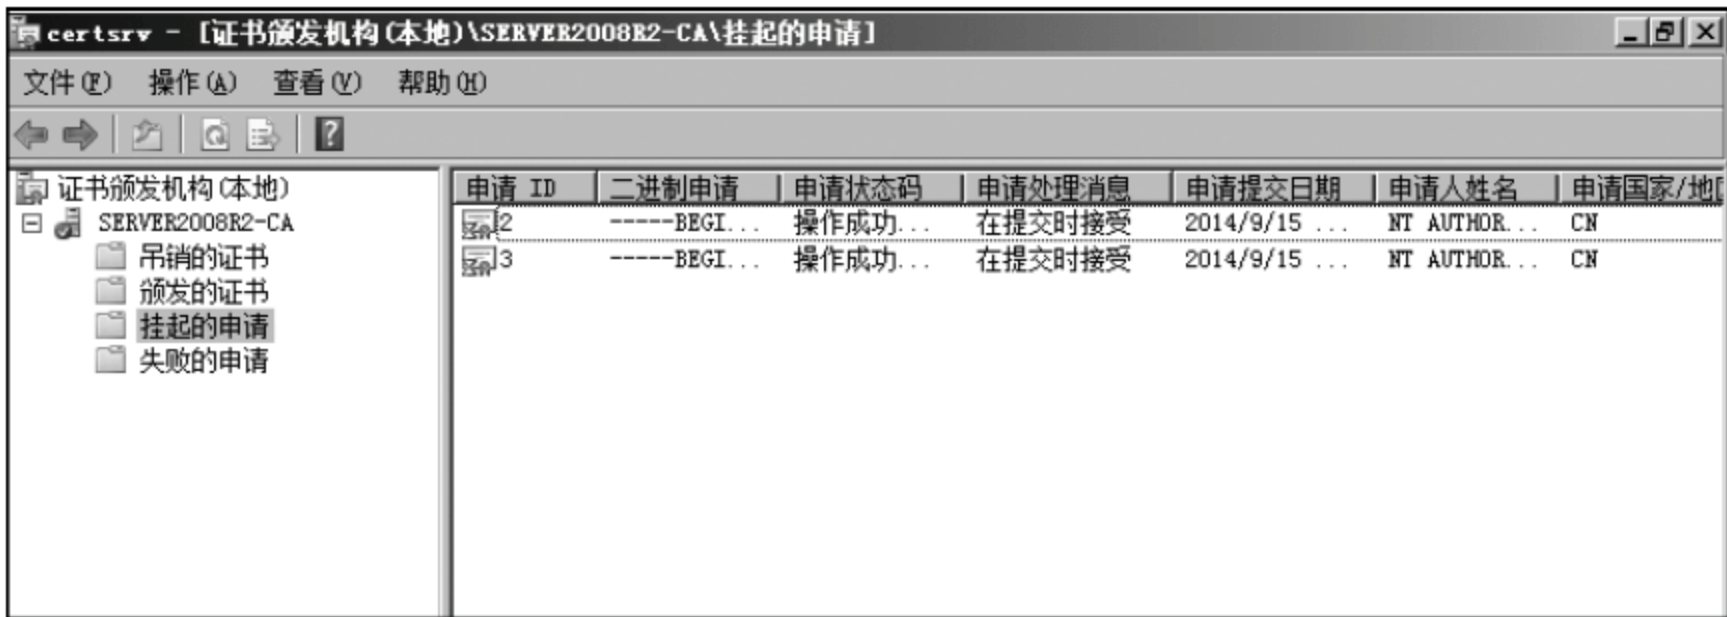 certsrv - [证书颁发机构(本地)\SERVER2008R2-CA\挂起的申请]
文件(F) 操作(A) 查看(V) 帮助(H)
证书颁发机构(本地)
SERVER2008R2-CA
吊销的证书
颁发的证书
挂起的申请
失败的申请
申请 ID 二进制申请 申请状态码 申请处理消息 申请提交日期 申请人姓名 申请国家/地
2 -----BEGI... 操作成功... 在提交时接受 2014/9/15 ... NT AUTHOR... CN
3 -----BEGI... 操作成功... 在提交时接受 2014/9/15 ... NT AUTHOR... CN